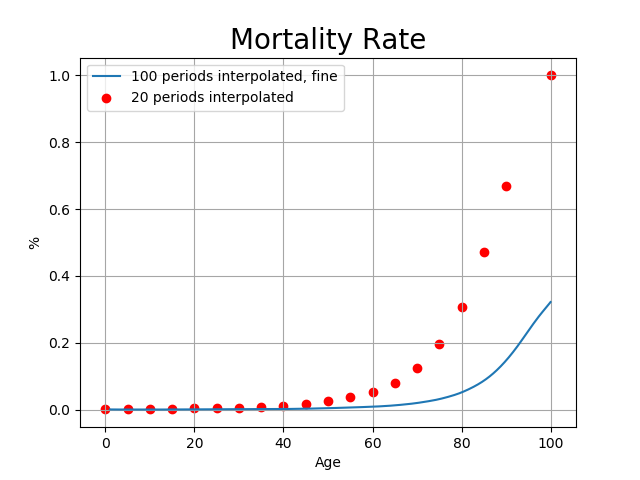 Mortality Rate
100 periods interpolated, fine
20 periods interpolated
1.0
0.8
0.6
0.4
0.2
0.0
%
0 20 40 60 80 100
Age